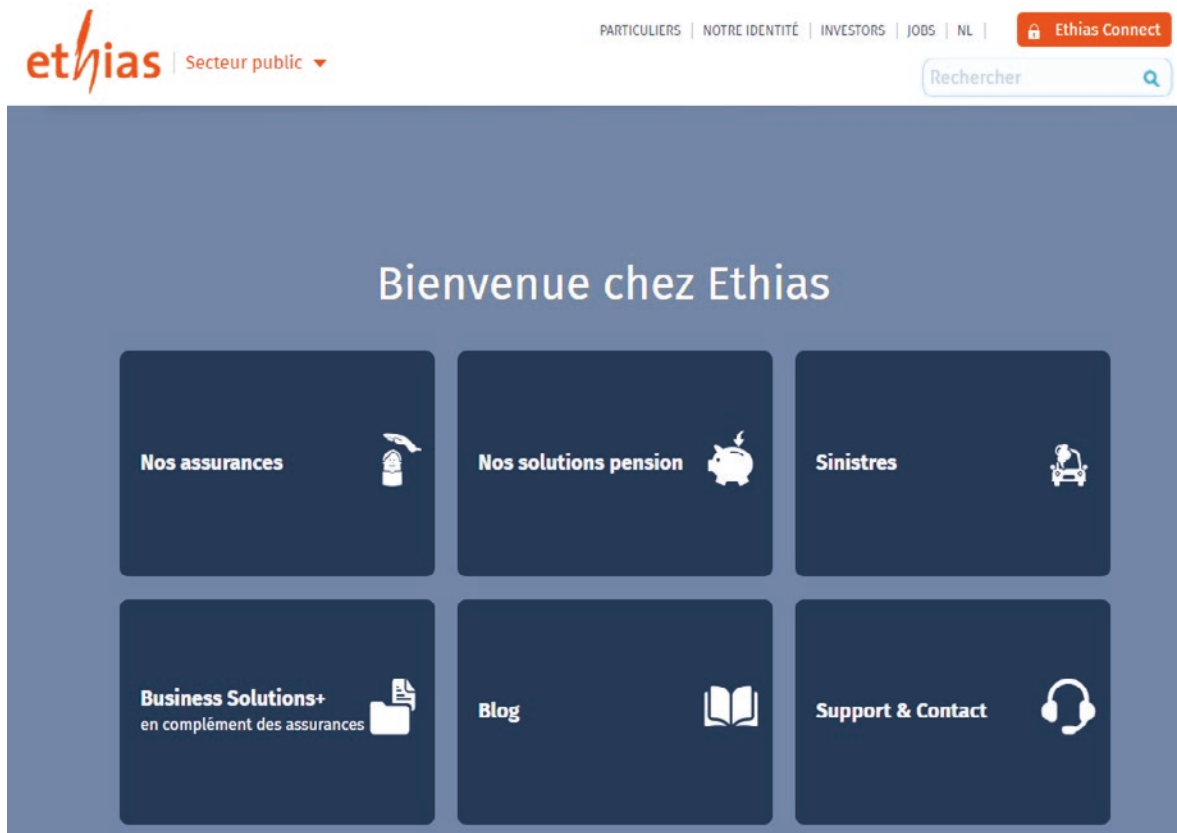 PARTICULIERS | NOTRE IDENTITÉ | INVESTORS | JOBS | NL |
Ethias Connect
ethias
Secteur public
Rechercher
Bienvenue chez Ethias
Nos assurances
Nos solutions pension
Sinistres
Business Solutions+
en complément des assurances
Blog
Support & Contact